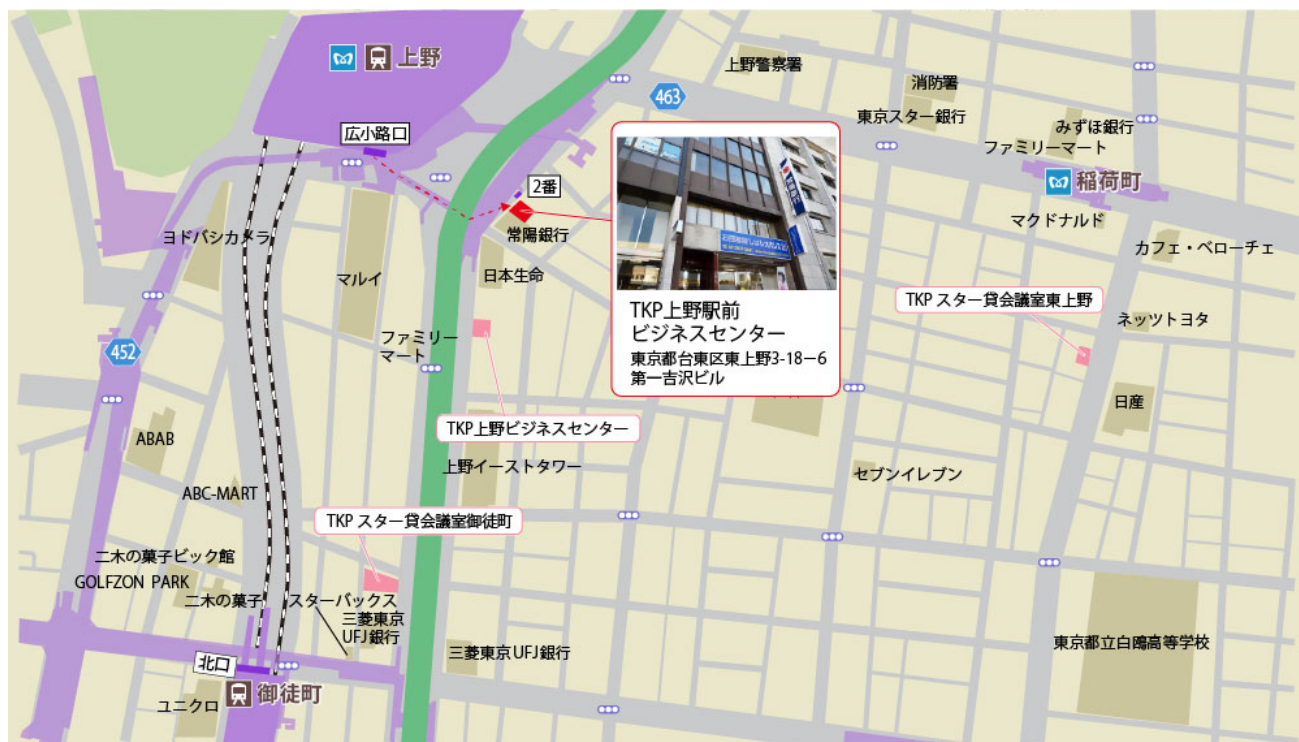 上野
広小路口
2番
463
上野警察署
消防署
東京スター銀行
みずほ銀行
ファミリーマート
稲荷町
マクドナルド
カフェ・ベローチェ
ヨドバシカメラ
マルイ
常陽銀行
日本生命
TKP上野駅前
ビジネスセンター
東京都台東区東上野3-18−6
第一吉沢ビル
TKP スター貸会議室東上野
ネッツトヨタ
452
ファミリー
マート
日産
TKP上野ビジネスセンター
ABAB
上野イーストタワー
セブンイレブン
ABC-MART
TKP スター貸会議室御徒町
二木の菓子ビック館
GOLFZON PARK
二木の菓子
スターバックス
三菱東京
UFJ銀行
三菱東京UFJ銀行
東京都立白鴎高等学校
北口
御徒町
ユニクロ